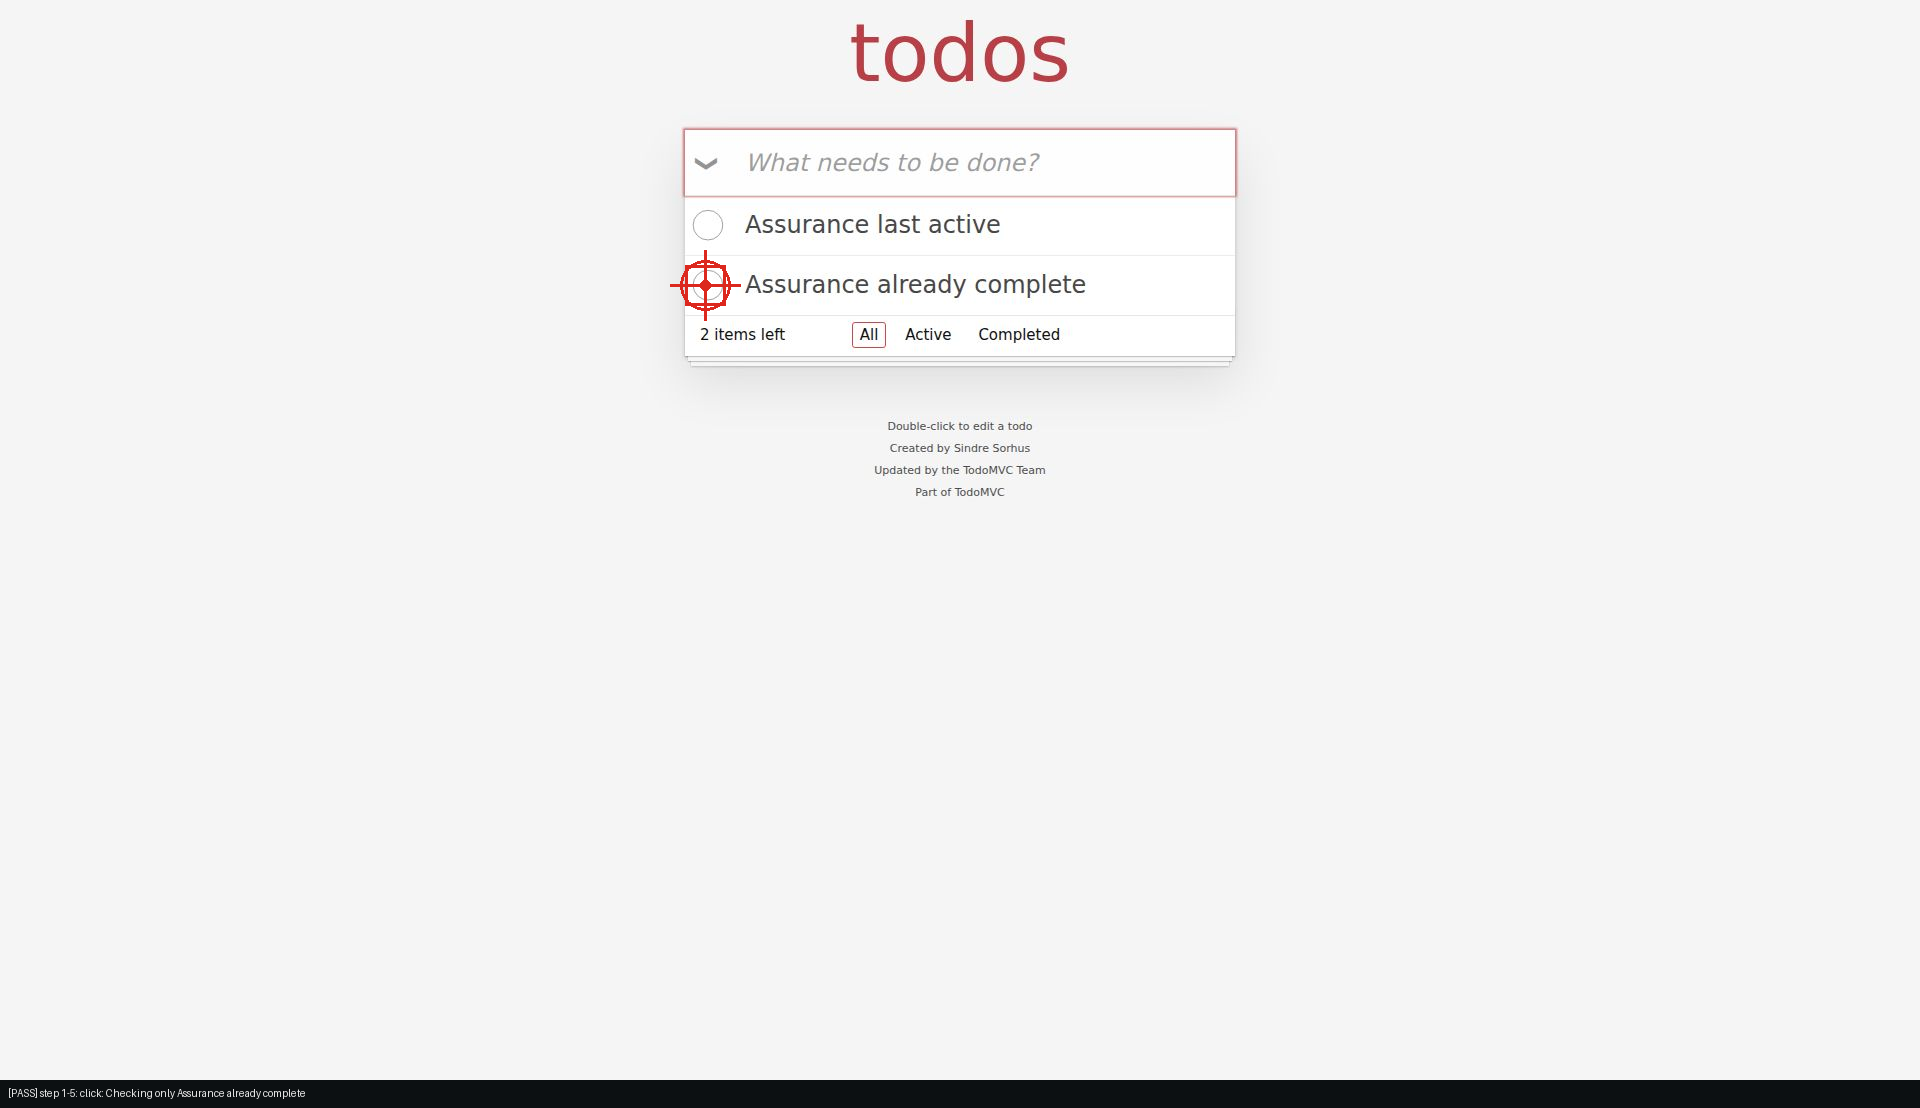 todos
What needs to be done?
Assurance last active
Assurance already complete
2 items left All Active Completed
Double-click to edit a todo
Created by Sindre Sorhus
Updated by the TodoMVC Team
Part of TodoMVC
[PASS] step 1-5: click: Checking only Assurance already complete